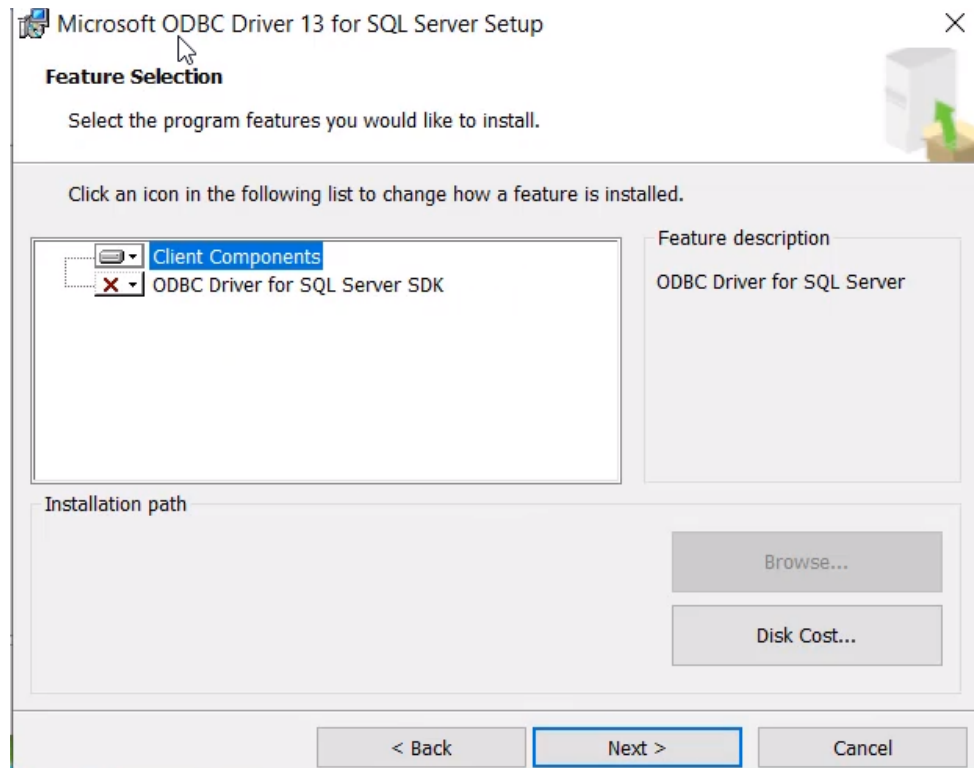 Microsoft ODBC Driver 13 for SQL Server Setup
Feature Selection
Select the program features you would like to install.
Click an icon in the following list to change how a feature is installed.
Client Components
ODBC Driver for SQL Server SDK
Feature description
ODBC Driver for SQL Server
Installation path
Browse...
Disk Cost...
< Back
Next >
Cancel